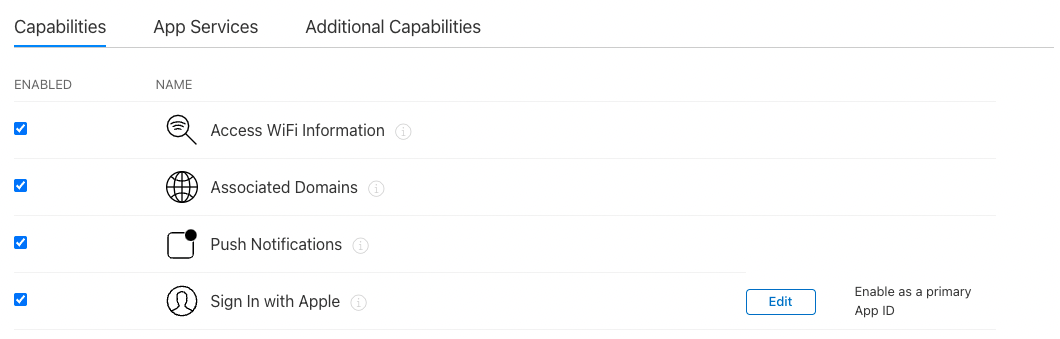 Capabilities App Services Additional Capabilities
ENABLED NAME
Access WiFi Information
Associated Domains
Push Notifications
Sign In with Apple Edit Enable as a primary
App ID